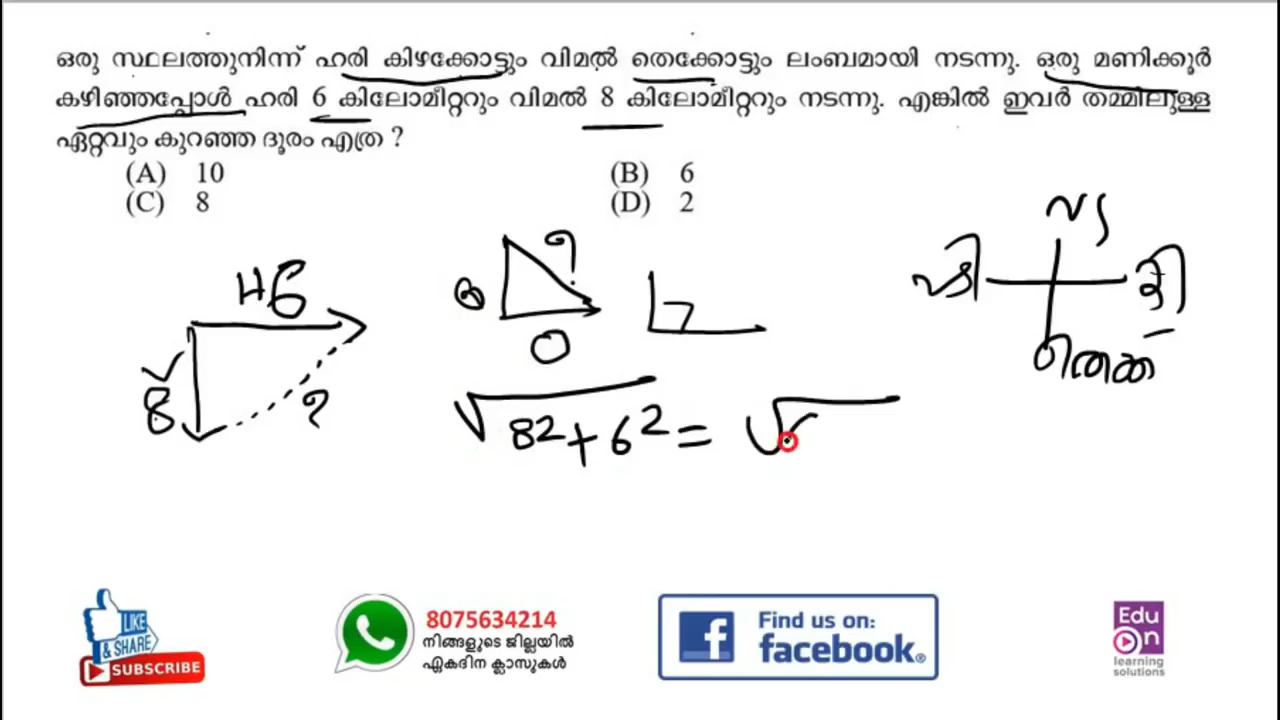 ഒരു സ്ഥലത്തുനിന്ന് ഹരി കിഴക്കോട്ടും വിമൽ തെക്കോട്ടും ലംബമായി നടന്നു. ഒരു മണിക്കൂർ
കഴിഞ്ഞപ്പോൾ ഹരി 6 കിലോമീറ്ററും വിമൽ 8 കിലോമീറ്ററും നടന്നു. എങ്കിൽ ഇവർ തമ്മിലുള്ള
ഏറ്റവും കുറഞ്ഞ ദൂരം എത്ര ?
(A) 10 (B) 6
(C) 8 (D) 2
H 6
8
?
?
√8² + 6² = √
തെക്ക്
LIKE
& SHARE
SUBSCRIBE
8075634214
നിങ്ങളുടെ ജില്ലയിൽ
ഏകദിന ക്ലാസുകൾ
Find us on:
facebook®
Edu
On
learning
solutions